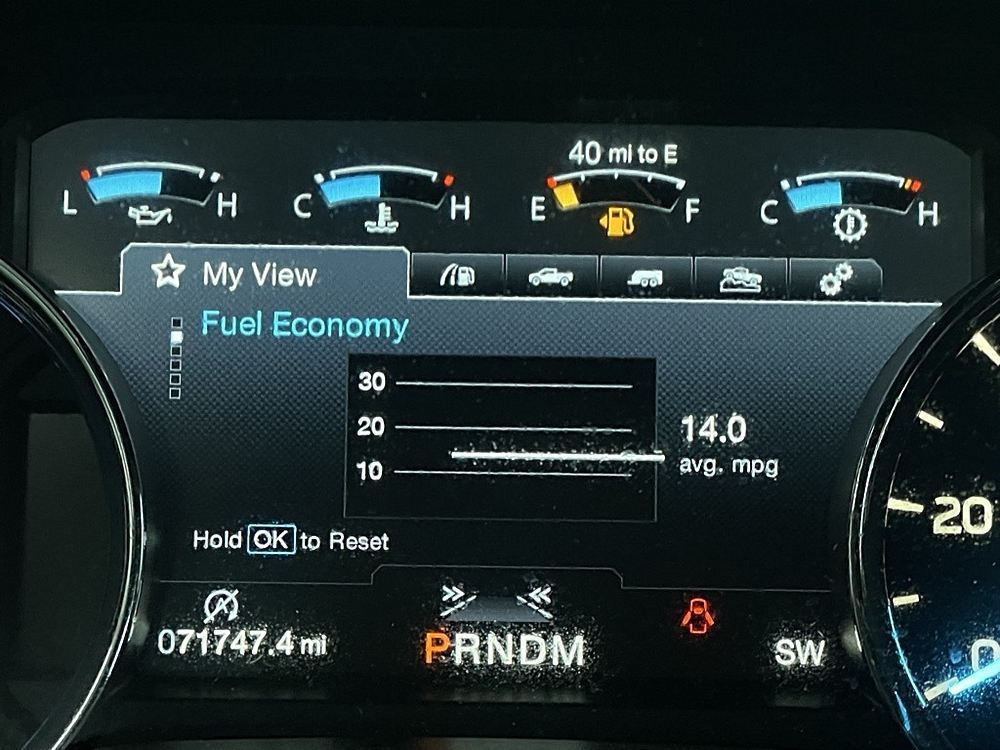 40 mi to E
L H C H E F C H
My View
Fuel Economy
30
20
10
14.0
avg. mpg
Hold OK to Reset
20
071747.4 mi
PRNDM
SW
0